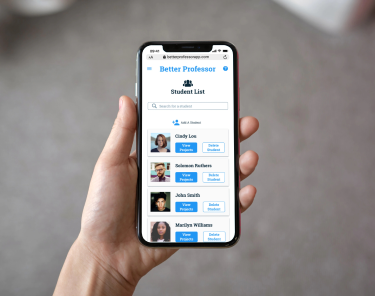 09:41
betterprofessorapp.com
Better Professor
?
Student List
Search for a Student
Add a Student
Cindy Lou
View Projects
Delete Student
Solomon Rothers
View Projects
Delete Student
John Smith
View Projects
Delete Student
Marilyn Williams
View Projects
Delete Student